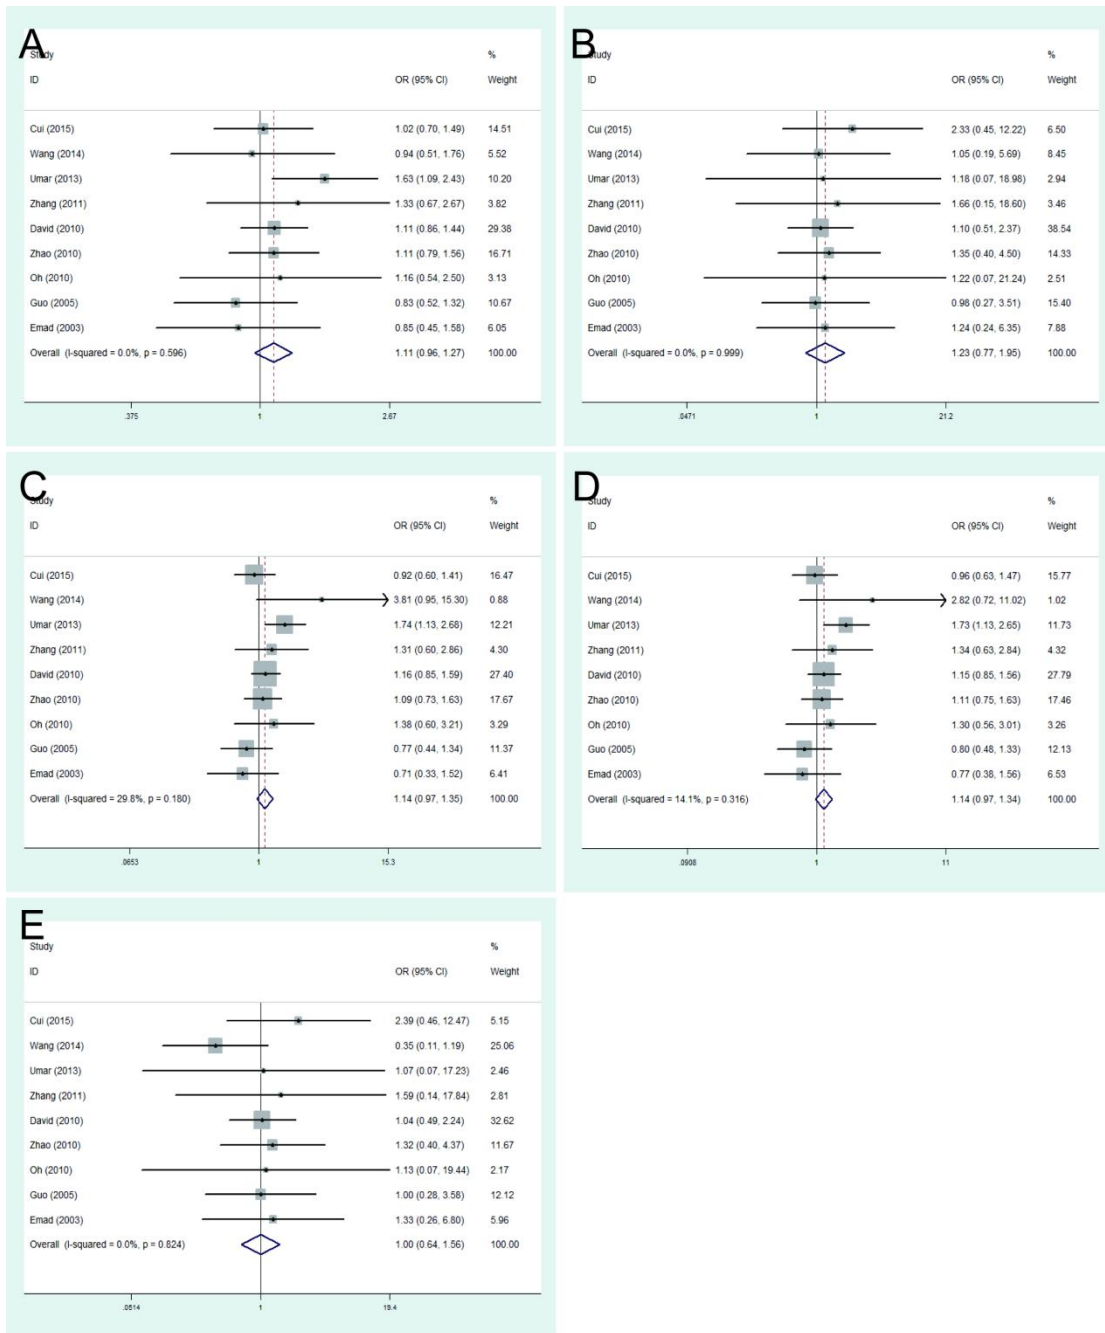 A
Study %
ID OR (95% CI) Weight
Cui (2015) 1.02 (0.70, 1.49) 14.51
Wang (2014) 0.94 (0.51, 1.76) 5.52
Umar (2013) 1.63 (1.09, 2.43) 10.20
Zhang (2011) 1.33 (0.67, 2.67) 3.82
David (2010) 1.11 (0.86, 1.44) 29.38
Zhao (2010) 1.11 (0.79, 1.56) 16.71
Oh (2010) 1.16 (0.54, 2.50) 3.13
Guo (2005) 0.83 (0.52, 1.32) 10.67
Emad (2003) 0.85 (0.45, 1.58) 6.05
Overall (I-squared = 0.0%, p = 0.596) 1.11 (0.96, 1.27) 100.00
.375 1 2.67
B
Study %
ID OR (95% CI) Weight
Cui (2015) 2.33 (0.45, 12.22) 6.50
Wang (2014) 1.05 (0.19, 5.69) 8.45
Umar (2013) 1.18 (0.07, 18.98) 2.94
Zhang (2011) 1.66 (0.15, 18.60) 3.46
David (2010) 1.10 (0.51, 2.37) 38.54
Zhao (2010) 1.35 (0.40, 4.50) 14.33
Oh (2010) 1.22 (0.07, 21.24) 2.51
Guo (2005) 0.98 (0.27, 3.51) 15.40
Emad (2003) 1.24 (0.24, 6.35) 7.88
Overall (I-squared = 0.0%, p = 0.999) 1.23 (0.77, 1.95) 100.00
.0471 1 21.2
C
Study %
ID OR (95% CI) Weight
Cui (2015) 0.92 (0.60, 1.41) 16.47
Wang (2014) 3.81 (0.95, 15.30) 0.88
Umar (2013) 1.74 (1.13, 2.68) 12.21
Zhang (2011) 1.31 (0.60, 2.86) 4.30
David (2010) 1.16 (0.85, 1.59) 27.40
Zhao (2010) 1.09 (0.73, 1.63) 17.67
Oh (2010) 1.38 (0.60, 3.21) 3.29
Guo (2005) 0.77 (0.44, 1.34) 11.37
Emad (2003) 0.71 (0.33, 1.52) 6.41
Overall (I-squared = 29.8%, p = 0.180) 1.14 (0.97, 1.35) 100.00
.0653 1 15.3
D
Study %
ID OR (95% CI) Weight
Cui (2015) 0.96 (0.63, 1.47) 15.77
Wang (2014) 2.82 (0.72, 11.02) 1.02
Umar (2013) 1.73 (1.13, 2.65) 11.73
Zhang (2011) 1.34 (0.63, 2.84) 4.32
David (2010) 1.15 (0.85, 1.56) 27.79
Zhao (2010) 1.11 (0.75, 1.63) 17.46
Oh (2010) 1.30 (0.56, 3.01) 3.26
Guo (2005) 0.80 (0.48, 1.33) 12.13
Emad (2003) 0.77 (0.38, 1.56) 6.53
Overall (I-squared = 14.1%, p = 0.316) 1.14 (0.97, 1.34) 100.00
.0908 1 11
E
Study %
ID OR (95% CI) Weight
Cui (2015) 2.39 (0.46, 12.47) 5.15
Wang (2014) 0.35 (0.11, 1.19) 25.06
Umar (2013) 1.07 (0.07, 17.23) 2.46
Zhang (2011) 1.59 (0.14, 17.84) 2.81
David (2010) 1.04 (0.49, 2.24) 32.62
Zhao (2010) 1.32 (0.40, 4.37) 11.67
Oh (2010) 1.13 (0.07, 19.44) 2.17
Guo (2005) 1.00 (0.28, 3.58) 12.12
Emad (2003) 1.33 (0.26, 6.80) 5.96
Overall (I-squared = 0.0%, p = 0.824) 1.00 (0.64, 1.56) 100.00
.0514 1 19.4